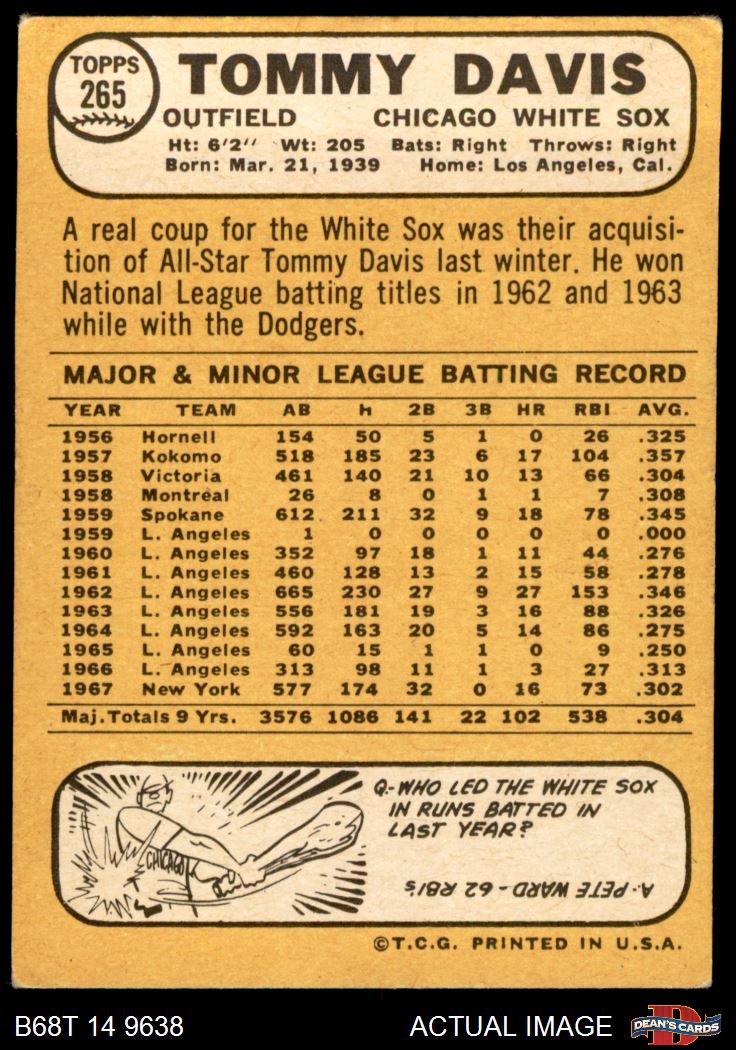 TOPPS
265
TOMMY DAVIS
OUTFIELD CHICAGO WHITE SOX
Ht: 6'2" Wt: 205 Bats: Right Throws: Right
Born: Mar. 21, 1939 Home: Los Angeles, Cal.
A real coup for the White Sox was their acquisi-
tion of All-Star Tommy Davis last winter. He won
National League batting titles in 1962 and 1963
while with the Dodgers.
MAJOR & MINOR LEAGUE BATTING RECORD
YEAR TEAM AB h 2B 3B HR RBI AVG.
1956 Hornell 154 50 5 1 0 26 .325
1957 Kokomo 518 185 23 6 17 104 .357
1958 Victoria 461 140 21 10 13 66 .304
1958 Montreal 26 8 0 1 1 7 .308
1959 Spokane 612 211 32 9 18 78 .345
1959 L. Angeles 1 0 0 0 0 0 .000
1960 L. Angeles 352 97 18 1 11 44 .276
1961 L. Angeles 460 128 13 2 15 58 .278
1962 L. Angeles 665 230 27 9 27 153 .346
1963 L. Angeles 556 181 19 3 16 88 .326
1964 L. Angeles 592 163 20 5 14 86 .275
1965 L. Angeles 60 15 1 1 0 9 .250
1966 L. Angeles 313 98 11 1 3 27 .313
1967 New York 577 174 32 0 16 73 .302
Maj. Totals 9 Yrs. 3576 1086 141 22 102 538 .304
Q-WHO LED THE WHITE SOX
IN RUNS BATTED IN
LAST YEAR?
CHICAGO
A-PETE WARD-62 RBI'S
©T.C.G. PRINTED IN U.S.A.
B68T 14 9638 ACTUAL IMAGE DEAN'S CARDS